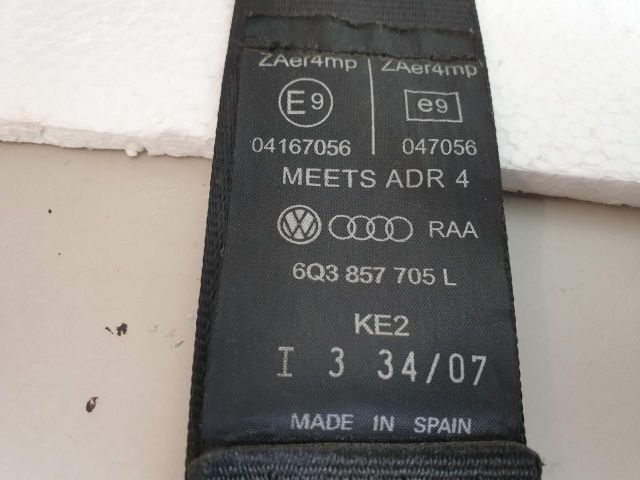 ZAer4mp ZAer4mp
E9 e9
04167056 047056
MEETS ADR 4
VW RAA
6Q3 857 705 L
KE2
I 3 34/07
MADE IN SPAIN